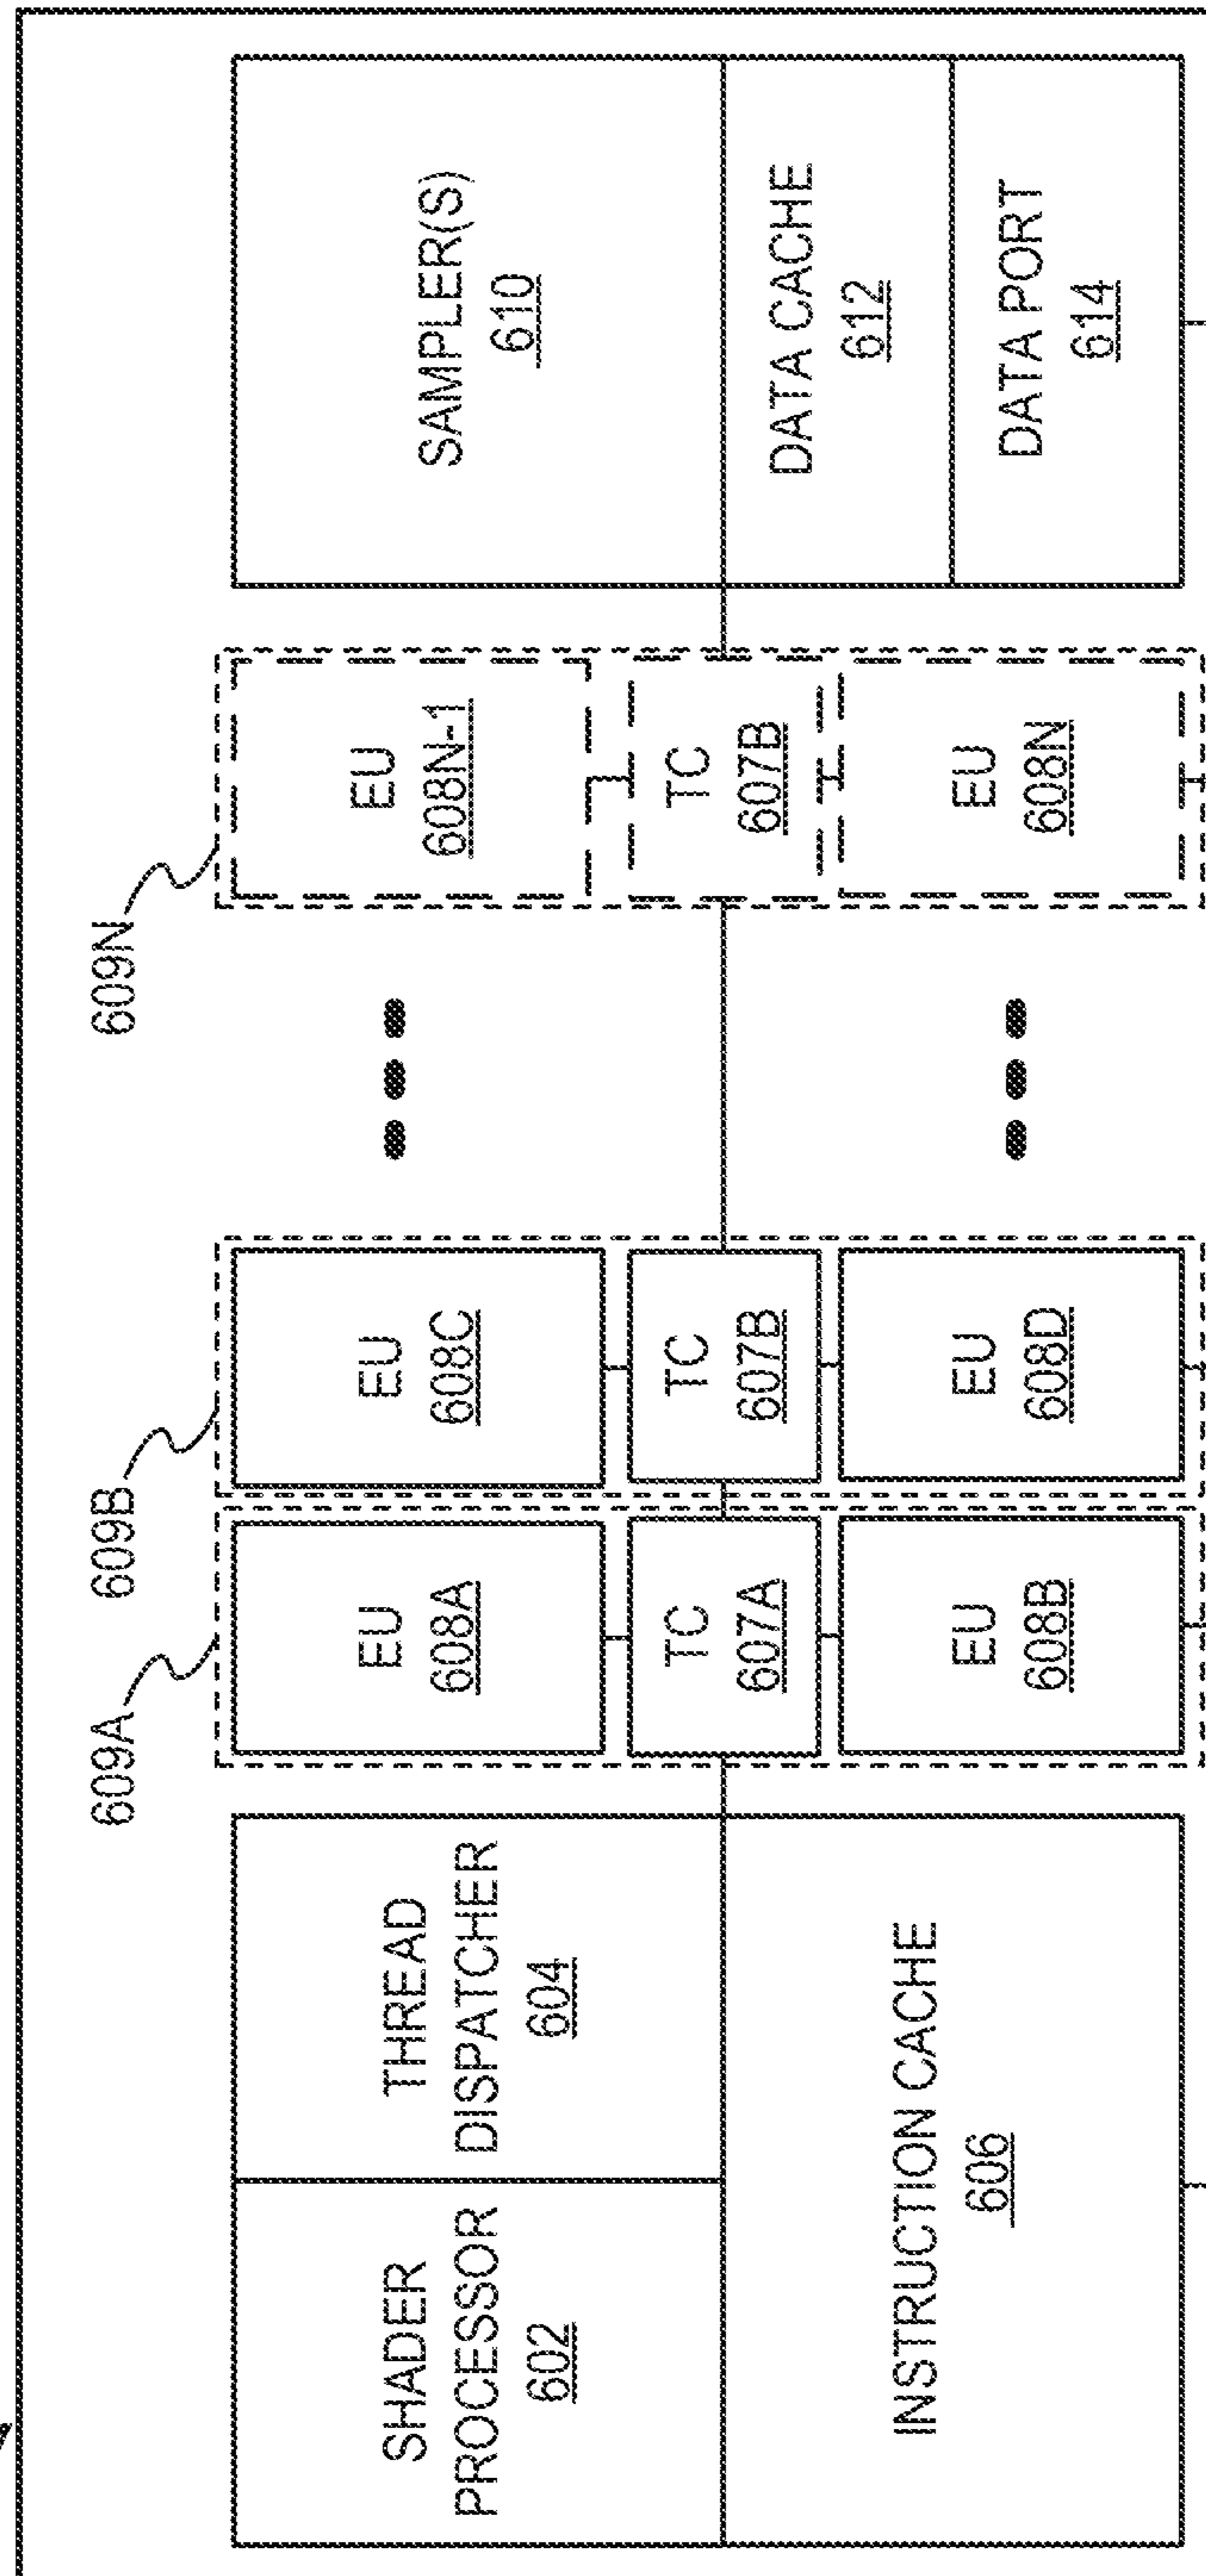 609A
609B
609N
SHADER
PROCESSOR
602
THREAD
DISPATCHER
604
INSTRUCTION CACHE
606
EU
608A
TC
607A
EU
608B
EU
608C
TC
607B
EU
608D
EU
608N-1
TC
607B
EU
608N
SAMPLER(S)
610
DATA CACHE
612
DATA PORT
614